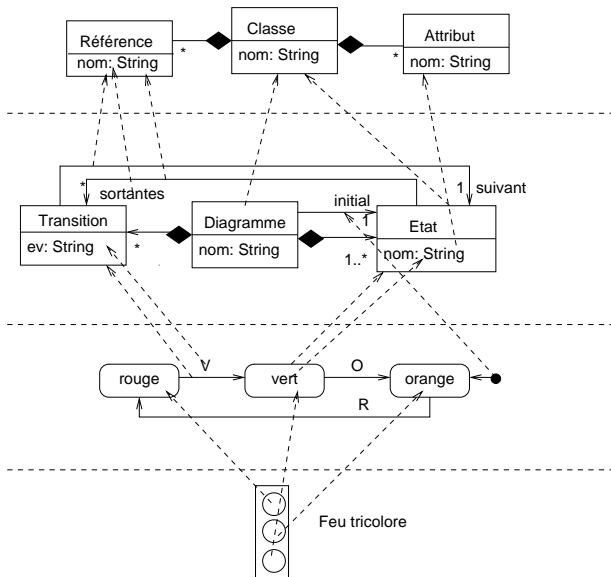 Référence
nom: String
*
Classe
nom: String
*
Attribut
nom: String
*
sortantes
initial
1
suivant
Transition
ev: String
*
Diagramme
nom: String
1
1..*
Etat
nom: String
rouge
V
vert
O
orange
R
Feu tricolore